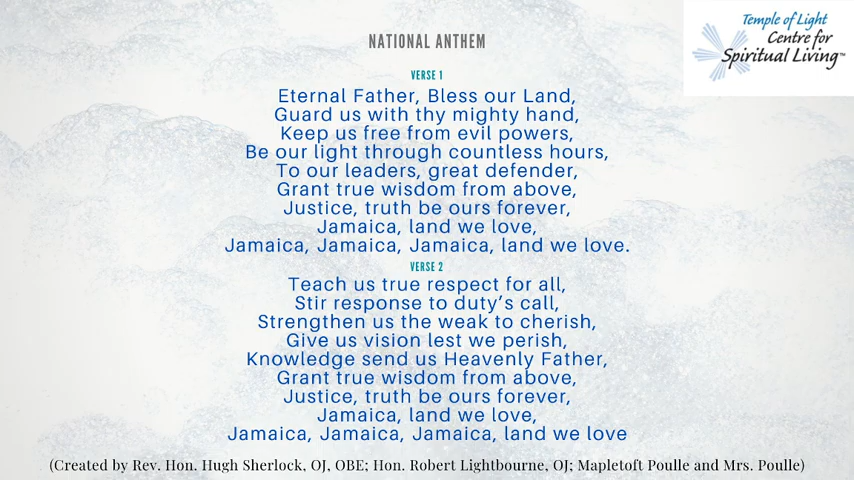 Temple of Light
Centre for
Spiritual Living™
NATIONAL ANTHEM
VERSE 1
Eternal Father, Bless our Land,
Guard us with thy mighty hand,
Keep us free from evil powers,
Be our light through countless hours,
To our leaders, great defender,
Grant true wisdom from above,
Justice, truth be ours forever,
Jamaica, land we love,
Jamaica, Jamaica, Jamaica, land we love.
VERSE 2
Teach us true respect for all,
Stir response to duty’s call,
Strengthen us the weak to cherish,
Give us vision lest we perish,
Knowledge send us Heavenly Father,
Grant true wisdom from above,
Justice, truth be ours forever,
Jamaica, land we love,
Jamaica, Jamaica, Jamaica, land we love
(Created by Rev. Hon. Hugh Sherlock, OJ, OBE; Hon. Robert Lightbourne, OJ; Mapletoft Poulle and Mrs. Poulle)